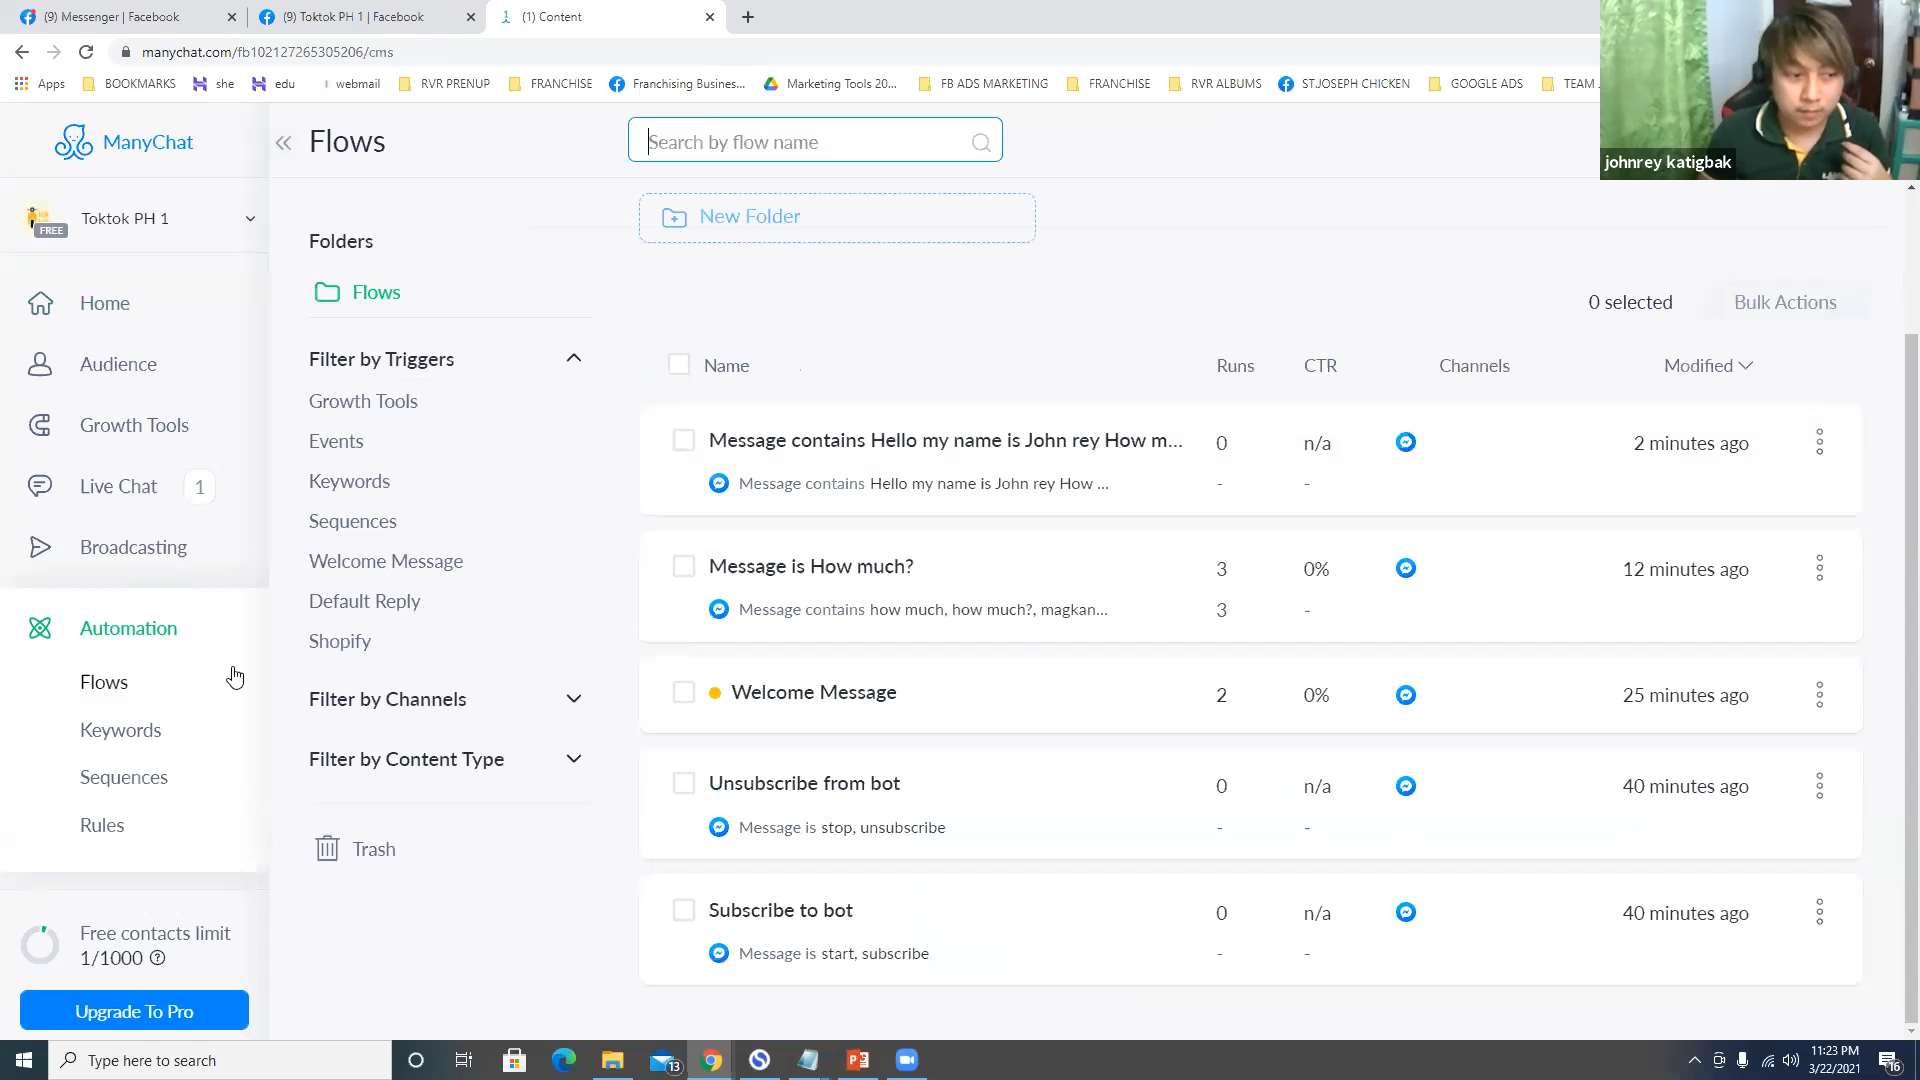 (9) Messenger | Facebook
(9) Toktok PH 1 | Facebook
(1) Content
manychat.com/fb102127265305206/cms
Apps
BOOKMARKS
she
edu
webmail
RVR PRENUP
FRANCHISE
Franchising Business...
Marketing Tools 20...
FB ADS MARKETING
FRANCHISE
RVR ALBUMS
ST.JOSEPH CHICKEN
GOOGLE ADS
TEAM
johnrey katigbak
ManyChat
Flows
Search by flow name
FREE
Toktok PH 1
New Folder
Home
Audience
Growth Tools
Live Chat 1
Broadcasting
Automation
Flows
Keywords
Sequences
Rules
Free contacts limit
1/1000
Upgrade To Pro
Folders
Flows
Filter by Triggers
Growth Tools
Events
Keywords
Sequences
Welcome Message
Default Reply
Shopify
Filter by Channels
Filter by Content Type
Trash
0 selected
Bulk Actions
Name Runs CTR Channels Modified
Message contains Hello my name is John rey How m... 0 n/a 2 minutes ago
Message contains Hello my name is John rey How ... - -
Message is How much? 3 0% 12 minutes ago
Message contains how much, how much?, magkan... 3 -
Welcome Message 2 0% 25 minutes ago
Unsubscribe from bot 0 n/a 40 minutes ago
Message is stop, unsubscribe - -
Subscribe to bot 0 n/a 40 minutes ago
Message is start, subscribe - -
Type here to search
13
11:23 PM
3/22/2021
16